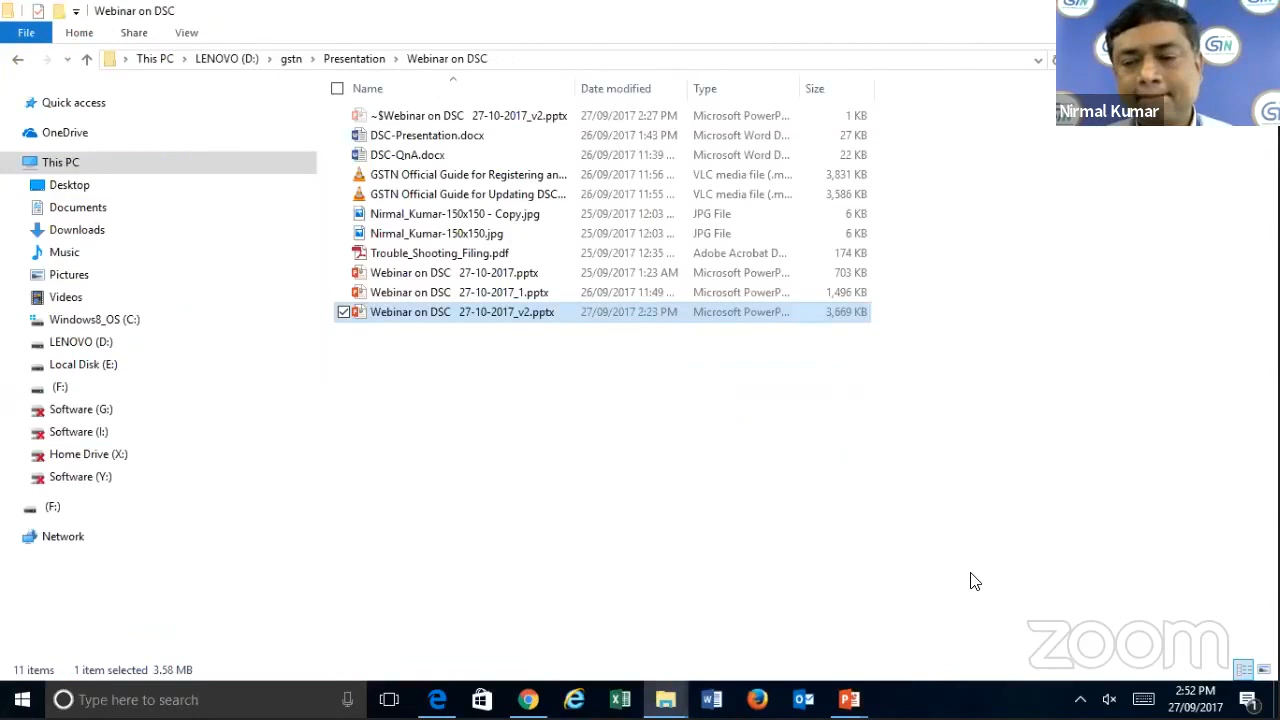 Webinar on DSC
File Home Share View
This PC LENOVO (D:) gstn Presentation Webinar on DSC
Nirmal Kumar
Name Date modified Type Size
~$Webinar on DSC 27-10-2017_v2.pptx 27/09/2017 2:27 PM Microsoft PowerP... 1 KB
DSC-Presentation.docx 26/09/2017 1:43 PM Microsoft Word D... 27 KB
DSC-QnA.docx 26/09/2017 11:39 ... Microsoft Word D... 22 KB
GSTN Official Guide for Registering an... 26/09/2017 11:56 ... VLC media file (.m... 3,831 KB
GSTN Official Guide for Updating DSC... 26/09/2017 11:55 ... VLC media file (.m... 3,586 KB
Nirmal_Kumar-150x150 - Copy.jpg 25/09/2017 12:03 ... JPG File 6 KB
Nirmal_Kumar-150x150.jpg 25/09/2017 12:03 ... JPG File 6 KB
Trouble_Shooting_Filing.pdf 26/09/2017 12:35 ... Adobe Acrobat D... 174 KB
Webinar on DSC 27-10-2017.pptx 25/09/2017 1:23 AM Microsoft PowerP... 703 KB
Webinar on DSC 27-10-2017_1.pptx 26/09/2017 11:49 ... Microsoft PowerP... 1,496 KB
Webinar on DSC 27-10-2017_v2.pptx 27/09/2017 2:23 PM Microsoft PowerP... 3,669 KB
Quick access
OneDrive
This PC
Desktop
Documents
Downloads
Music
Pictures
Videos
Windows8_OS (C:)
LENOVO (D:)
Local Disk (E:)
(F:)
Software (G:)
Software (I:)
Home Drive (X:)
Software (Y:)
(F:)
Network
zoom
11 items 1 item selected 3.58 MB
Type here to search
2:52 PM
27/09/2017
1